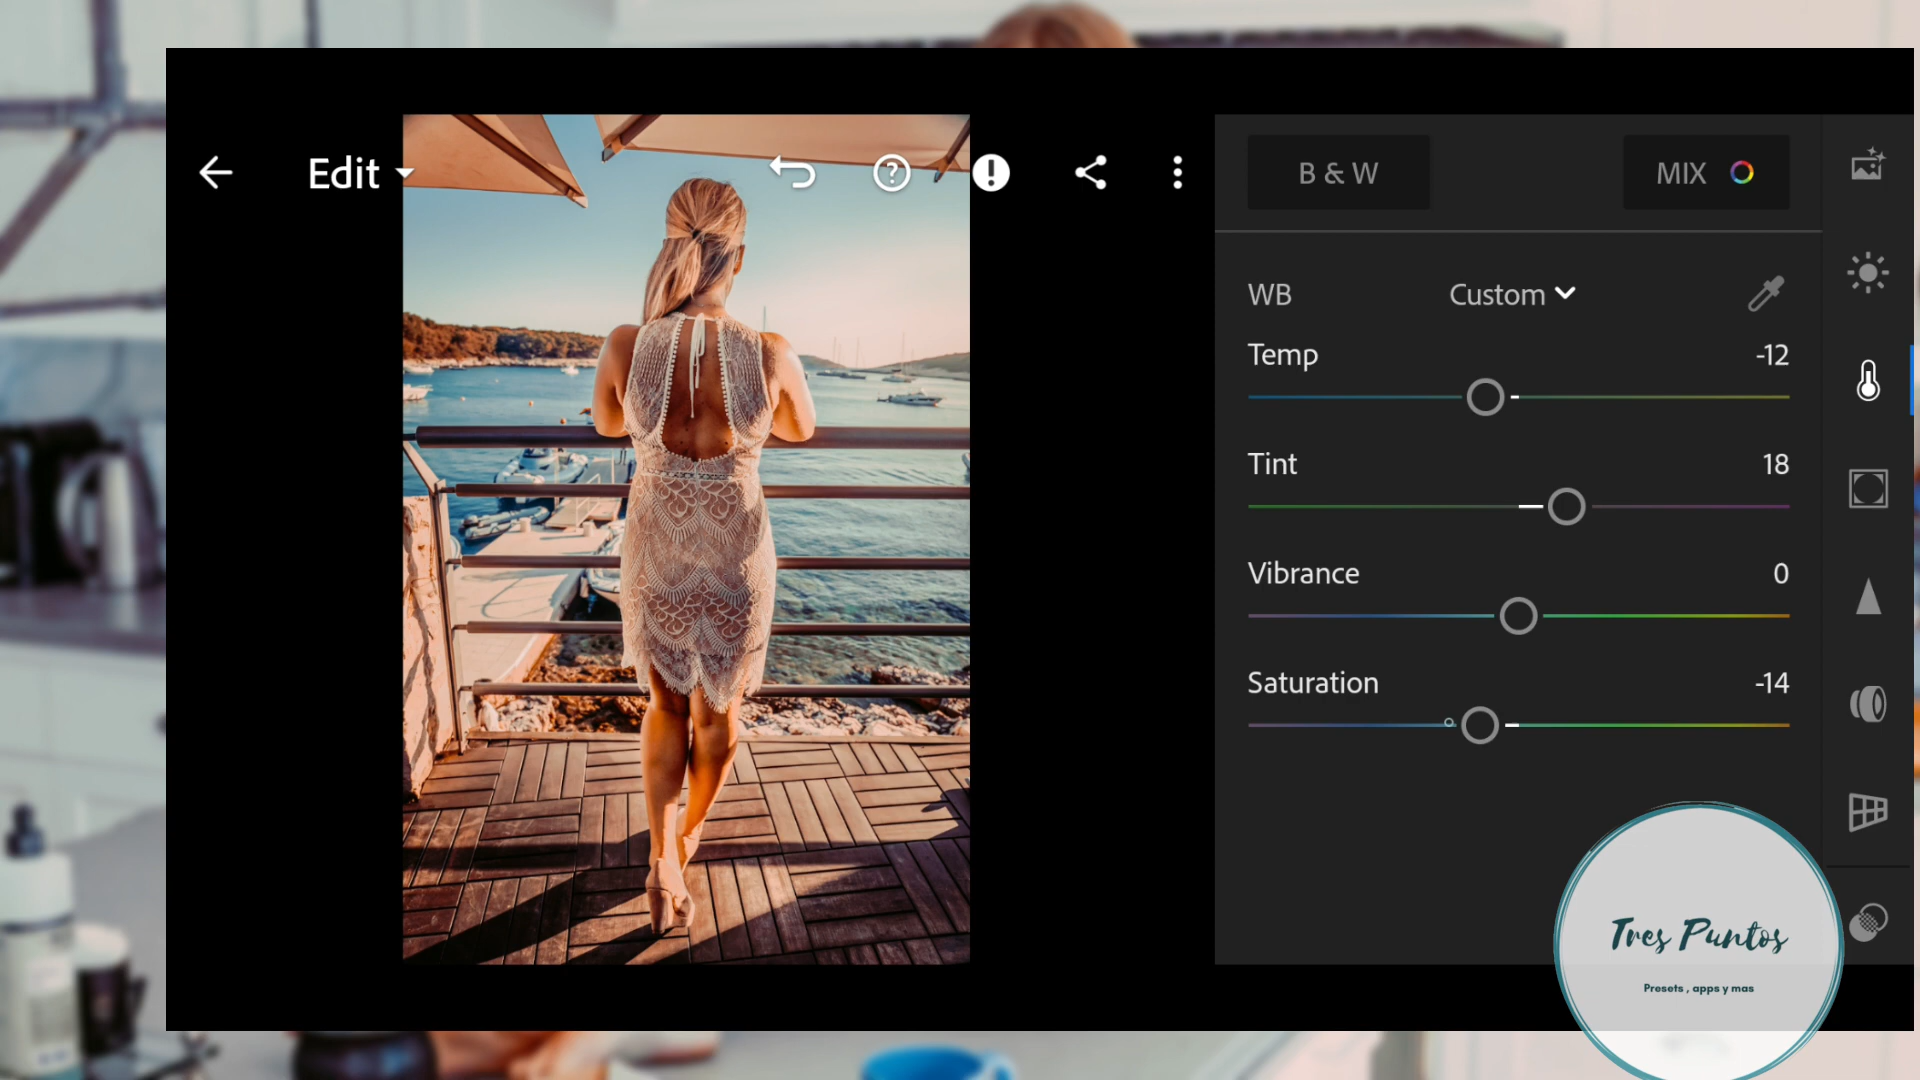 Edit
B & W
MIX
WB
Custom
Temp
-12
Tint
18
Vibrance
0
Saturation
-14
Tres Puntos
Presets , apps y mas